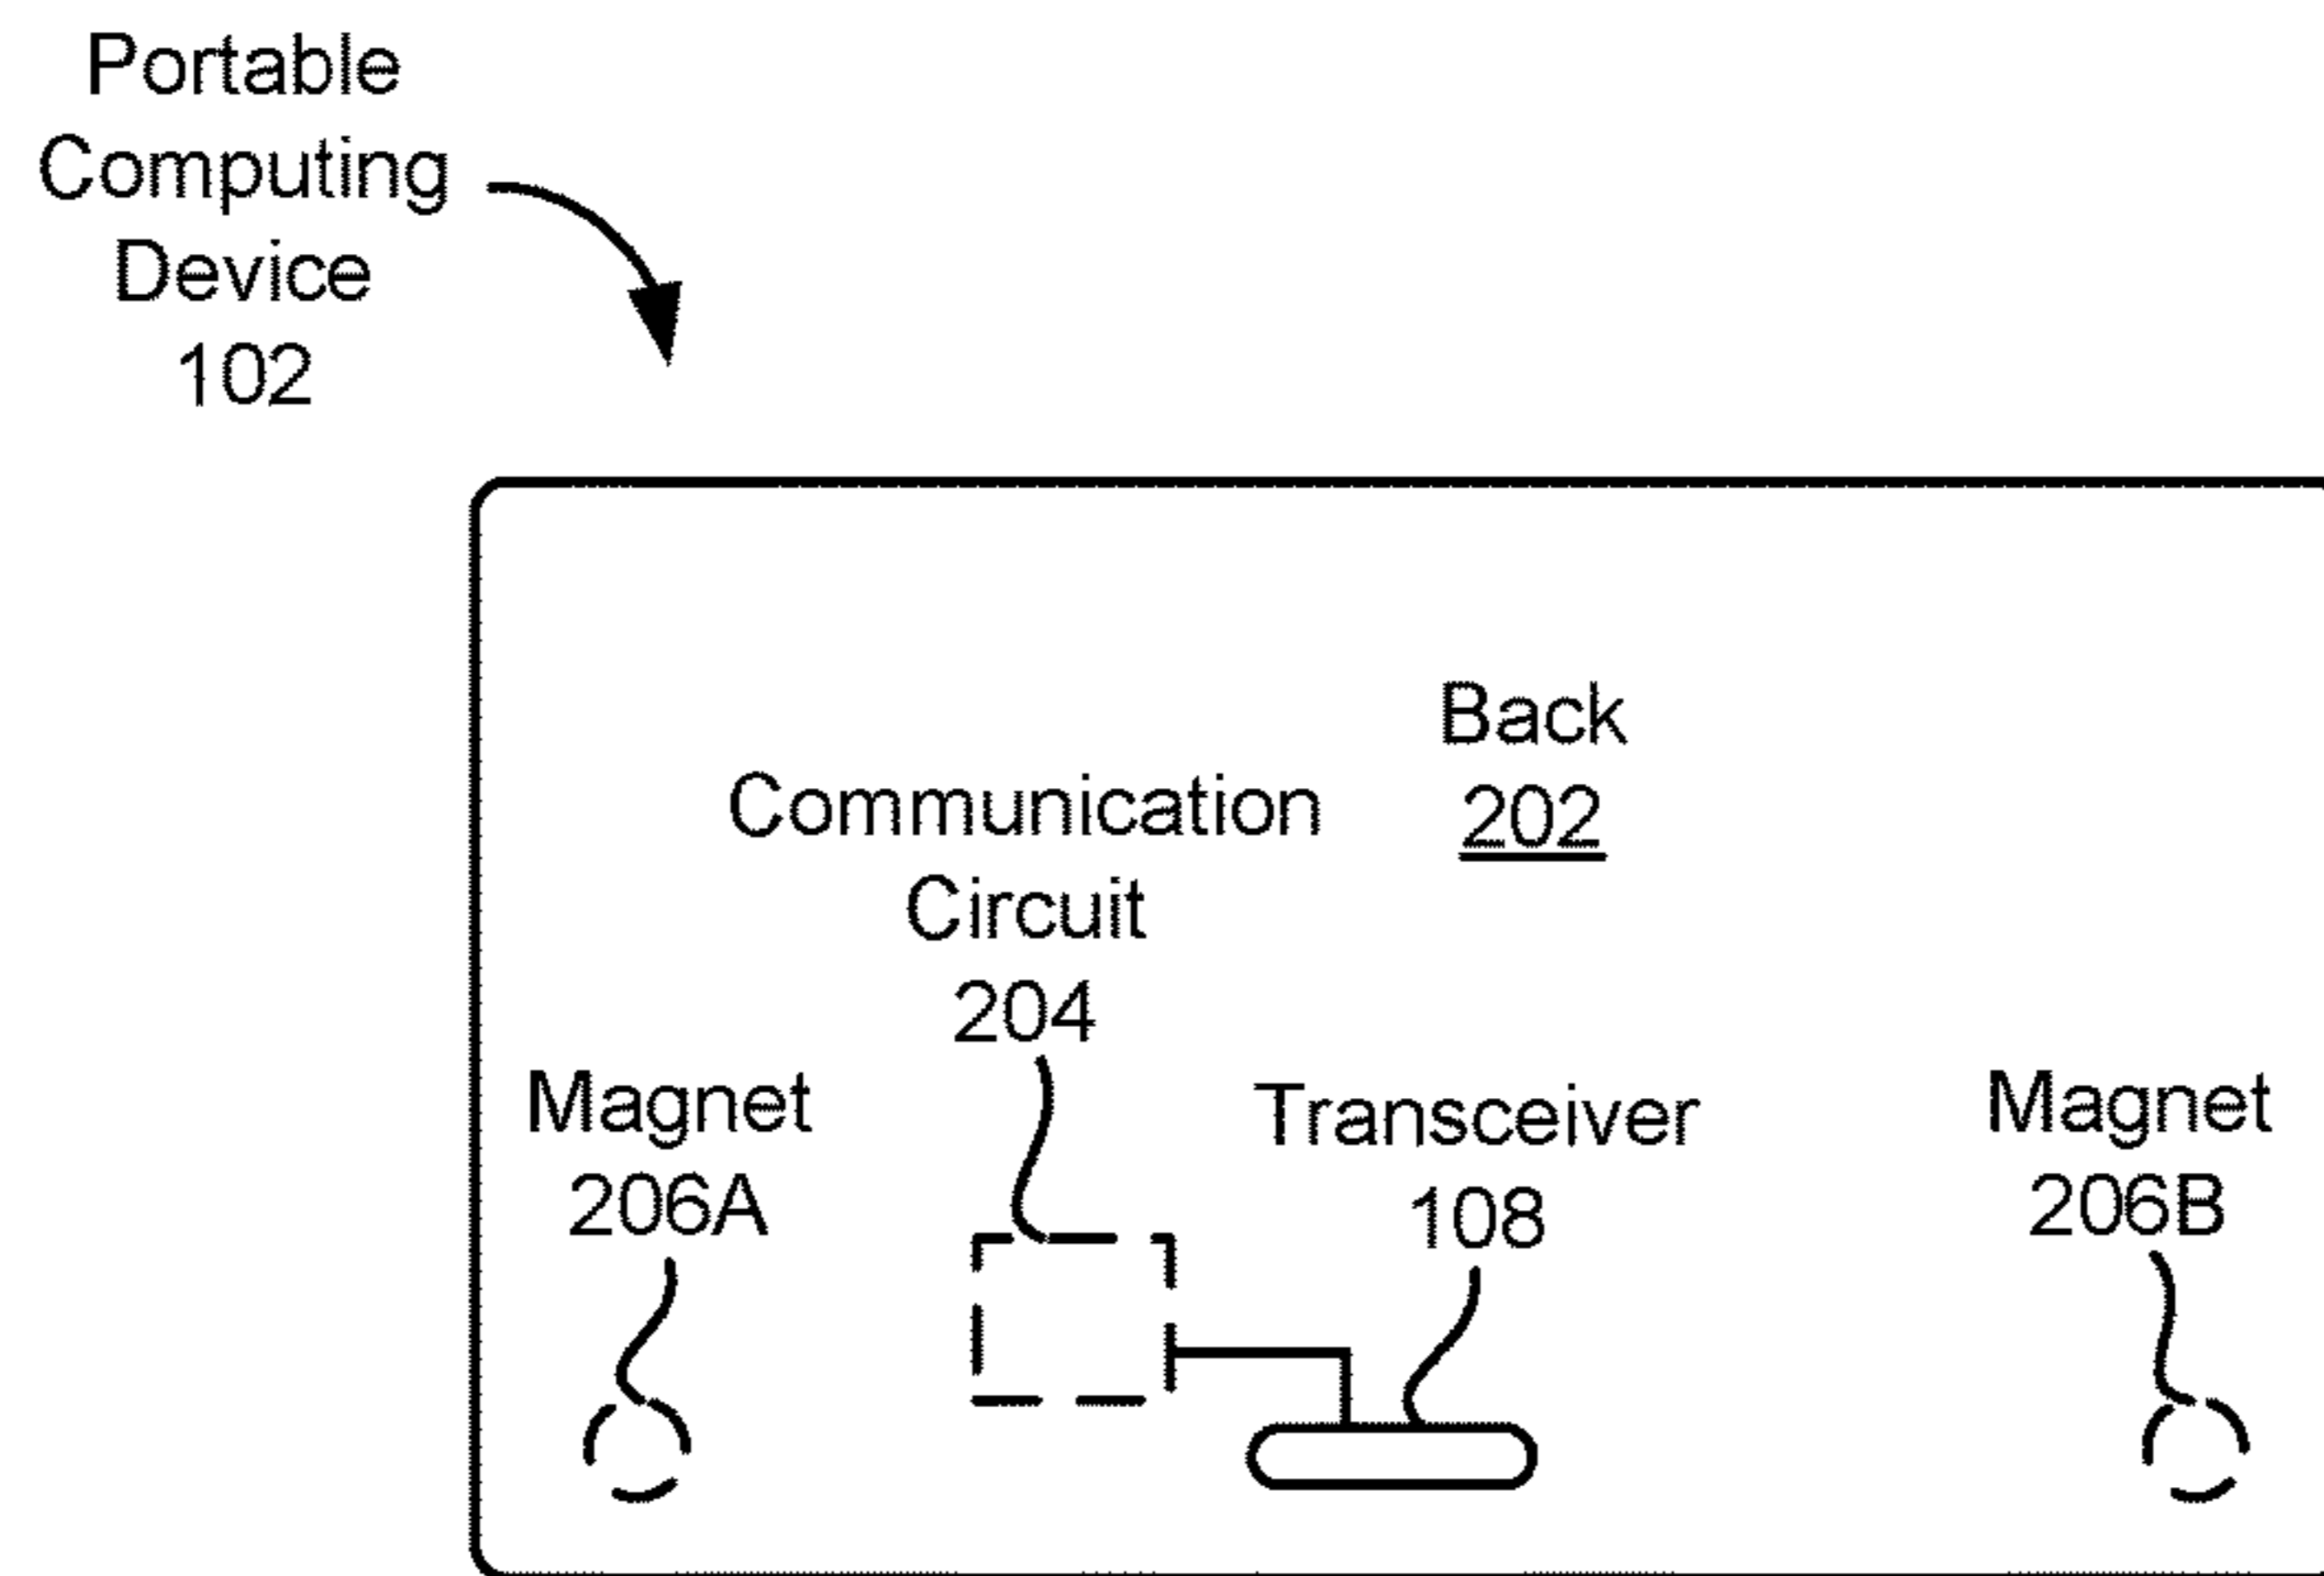 Portable
Computing
Device
102
Back
202
Communication
Circuit
204
Magnet
206A
Transceiver
108
Magnet
206B